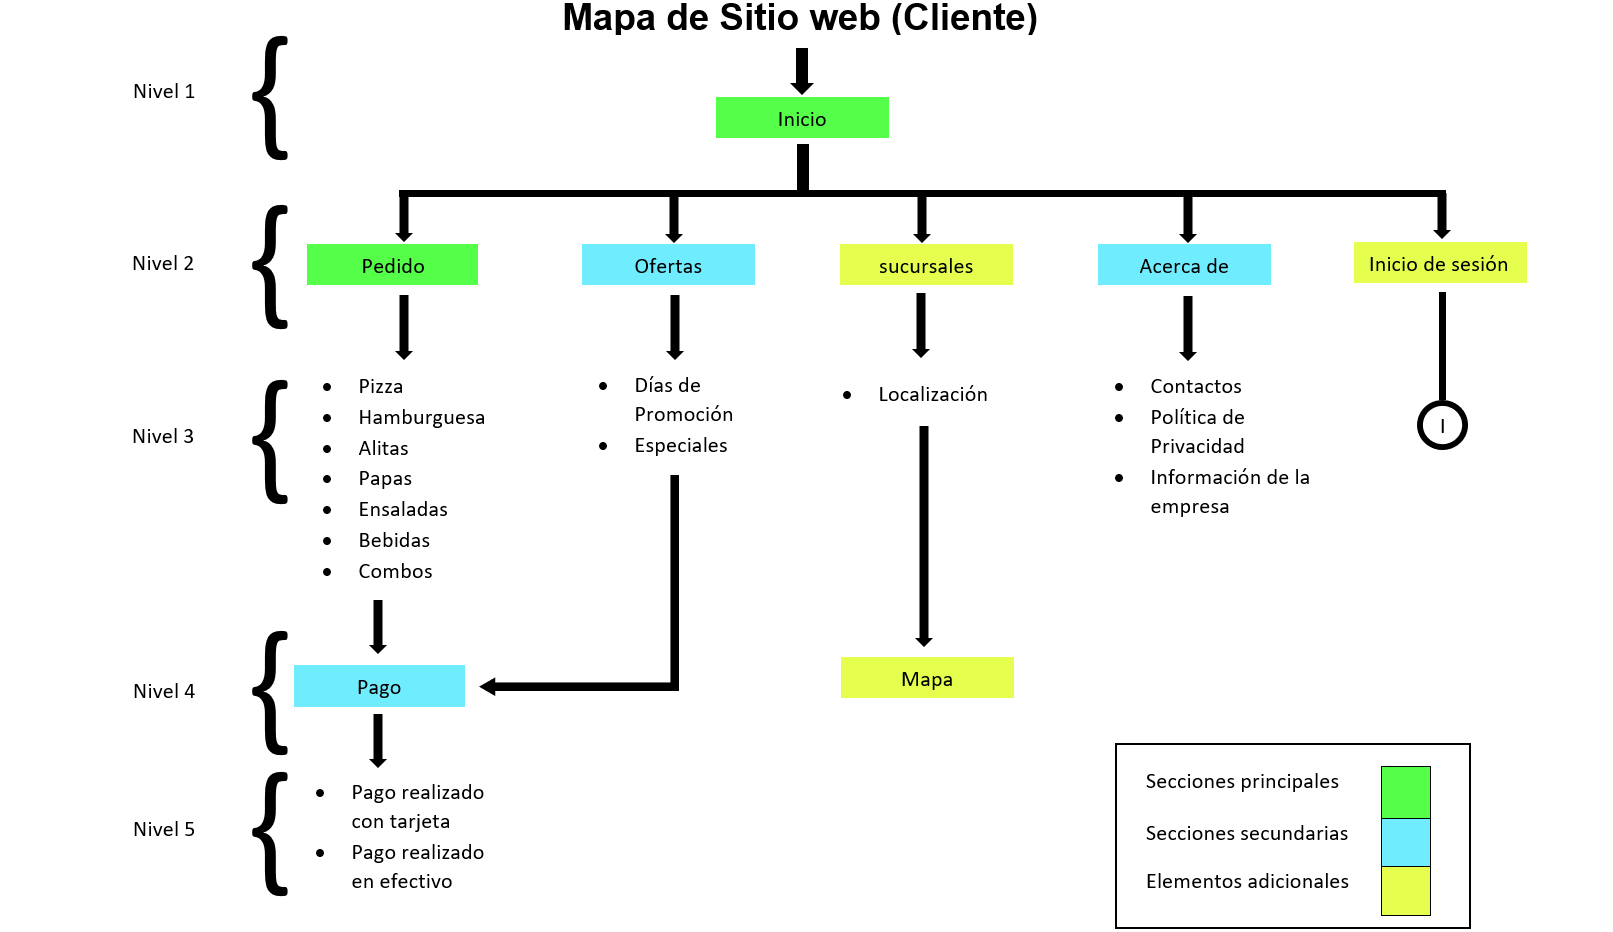 Mapa de Sitio web (Cliente)
Nivel 1
Inicio
Nivel 2
Pedido
Ofertas
sucursales
Acerca de
Inicio de sesión
Nivel 3
Pizza
Hamburguesa
Alitas
Papas
Ensaladas
Bebidas
Combos
Días de
Promoción
Especiales
Localización
Contactos
Política de
Privacidad
Información de la
empresa
I
Nivel 4
Pago
Mapa
Nivel 5
Pago realizado
con tarjeta
Pago realizado
en efectivo
Secciones principales
Secciones secundarias
Elementos adicionales